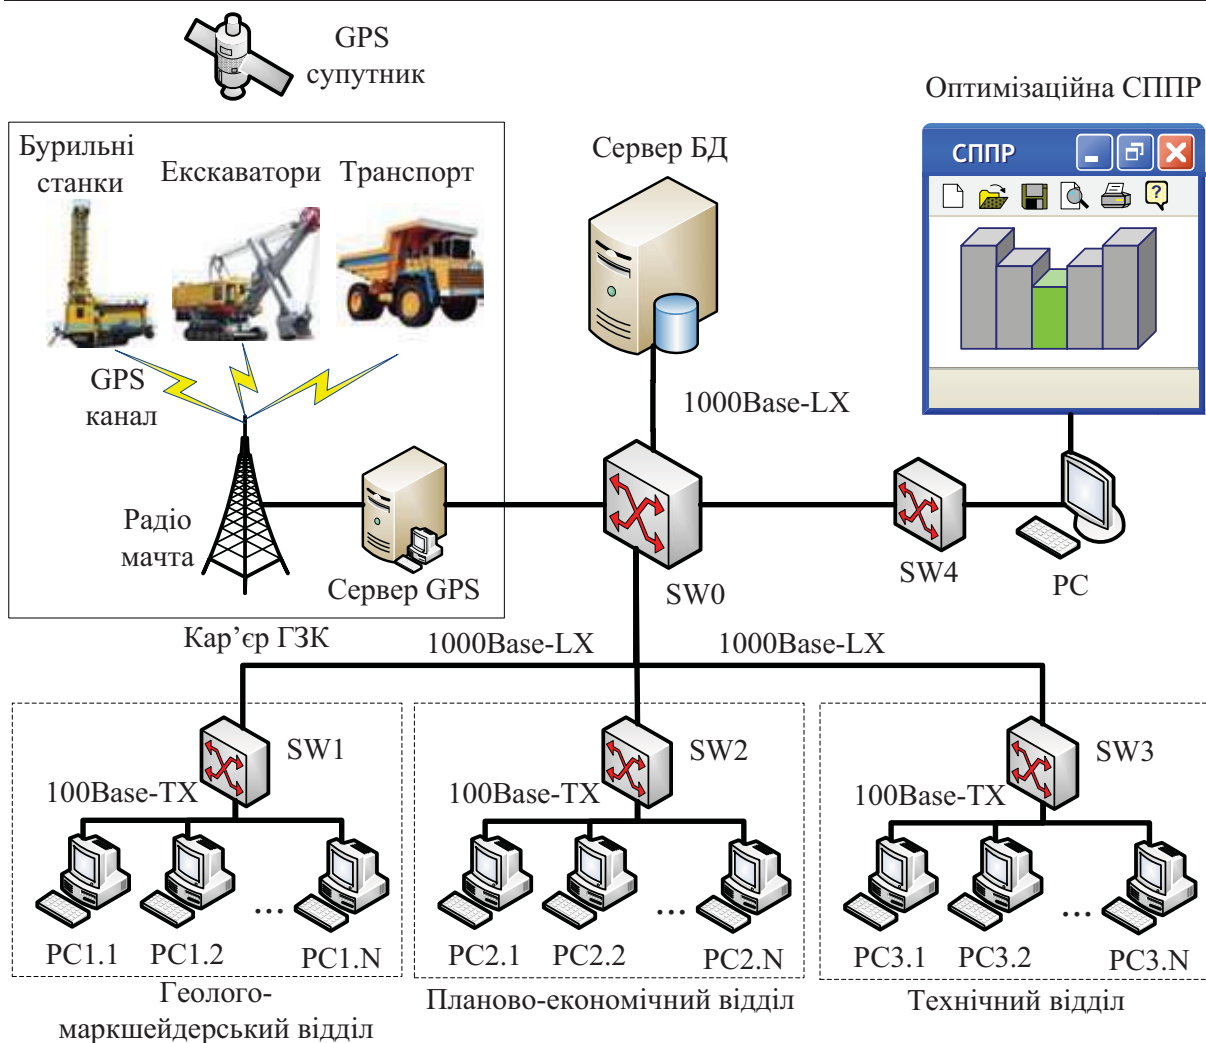 GPS
супутник
Оптимізаційна СППР
Бурильні
станки
Екскаватори
Транспорт
Сервер БД
СППР
?
GPS
канал
1000Base-LX
Радіо
мачта
Сервер GPS
SW0
SW4
PC
Кар’єр ГЗК
1000Base-LX
1000Base-LX
SW1
SW2
SW3
100Base-TX
100Base-TX
100Base-TX
...
...
...
PC1.1
PC1.2
PC1.N
PC2.1
PC2.2
PC2.N
PC3.1
PC3.2
PC3.N
Геолого-
маркшейдерський відділ
Планово-економічний відділ
Технічний відділ